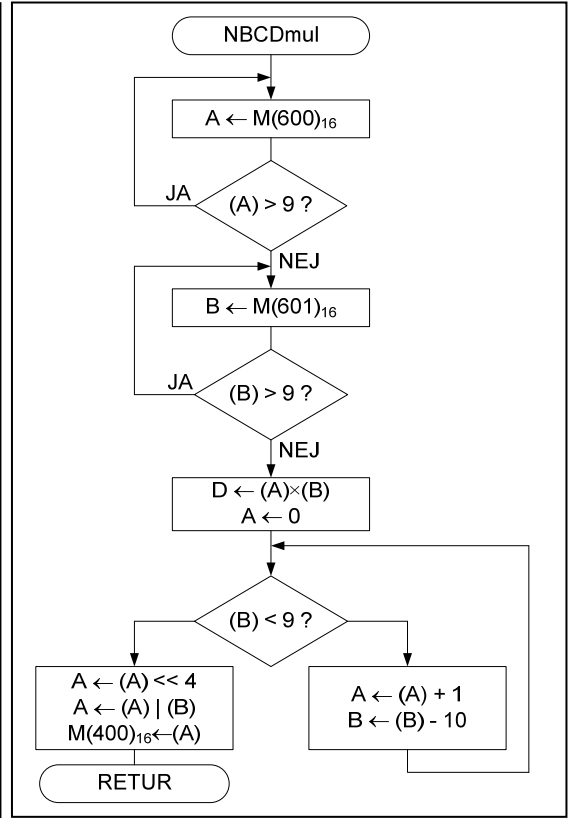 NBCDmul
A ← M(600)₁₆
JA
(A) > 9 ?
NEJ
B ← M(601)₁₆
JA
(B) > 9 ?
NEJ
D ← (A)×(B)
A ← 0
(B) < 9 ?
A ← (A) << 4
A ← (A) | (B)
M(400)₁₆←(A)
A ← (A) + 1
B ← (B) - 10
RETUR